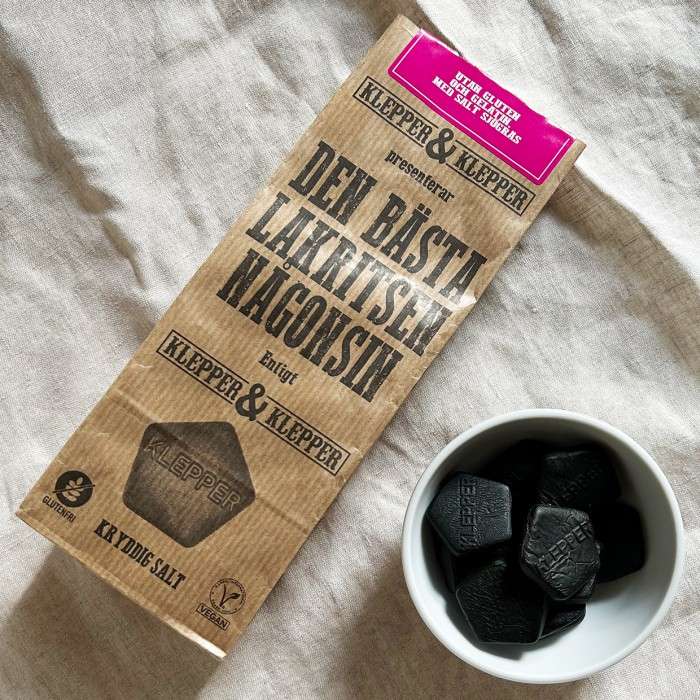 UTAN GLUTEN
OCH GELATIN.
MED SALT SJÖGRÄS
KLEPPER & KLEPPER
presenterar
DEN BÄSTA
LAKRITSEN
NÅGONSIN
Enligt
KLEPPER & KLEPPER
KLEPPER
GLUTENFRI
KRYDDIG SALT
VEGAN
KLEPPER
KLEPPER